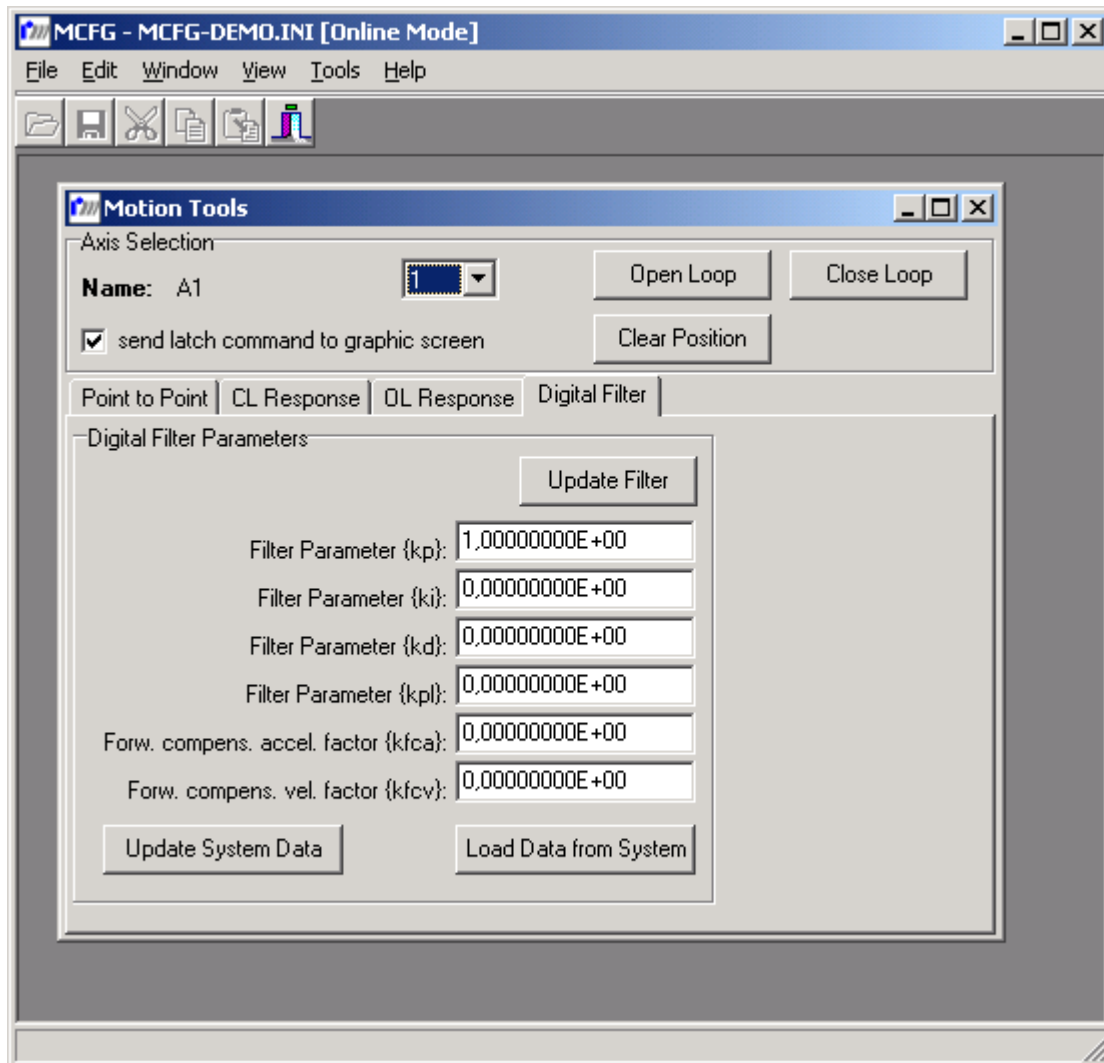 MCFG - MCFG-DEMO.INI [Online Mode]
File Edit Window View Tools Help
Motion Tools
Axis Selection
Name: A1 1 Open Loop Close Loop
send latch command to graphic screen Clear Position
Point to Point CL Response OL Response Digital Filter
Digital Filter Parameters
Update Filter
Filter Parameter {kp}: 1,00000000E+00
Filter Parameter {ki}: 0,00000000E+00
Filter Parameter {kd}: 0,00000000E+00
Filter Parameter {kpl}: 0,00000000E+00
Forw. compens. accel. factor {kfca}: 0,00000000E+00
Forw. compens. vel. factor {kfcv}: 0,00000000E+00
Update System Data Load Data from System